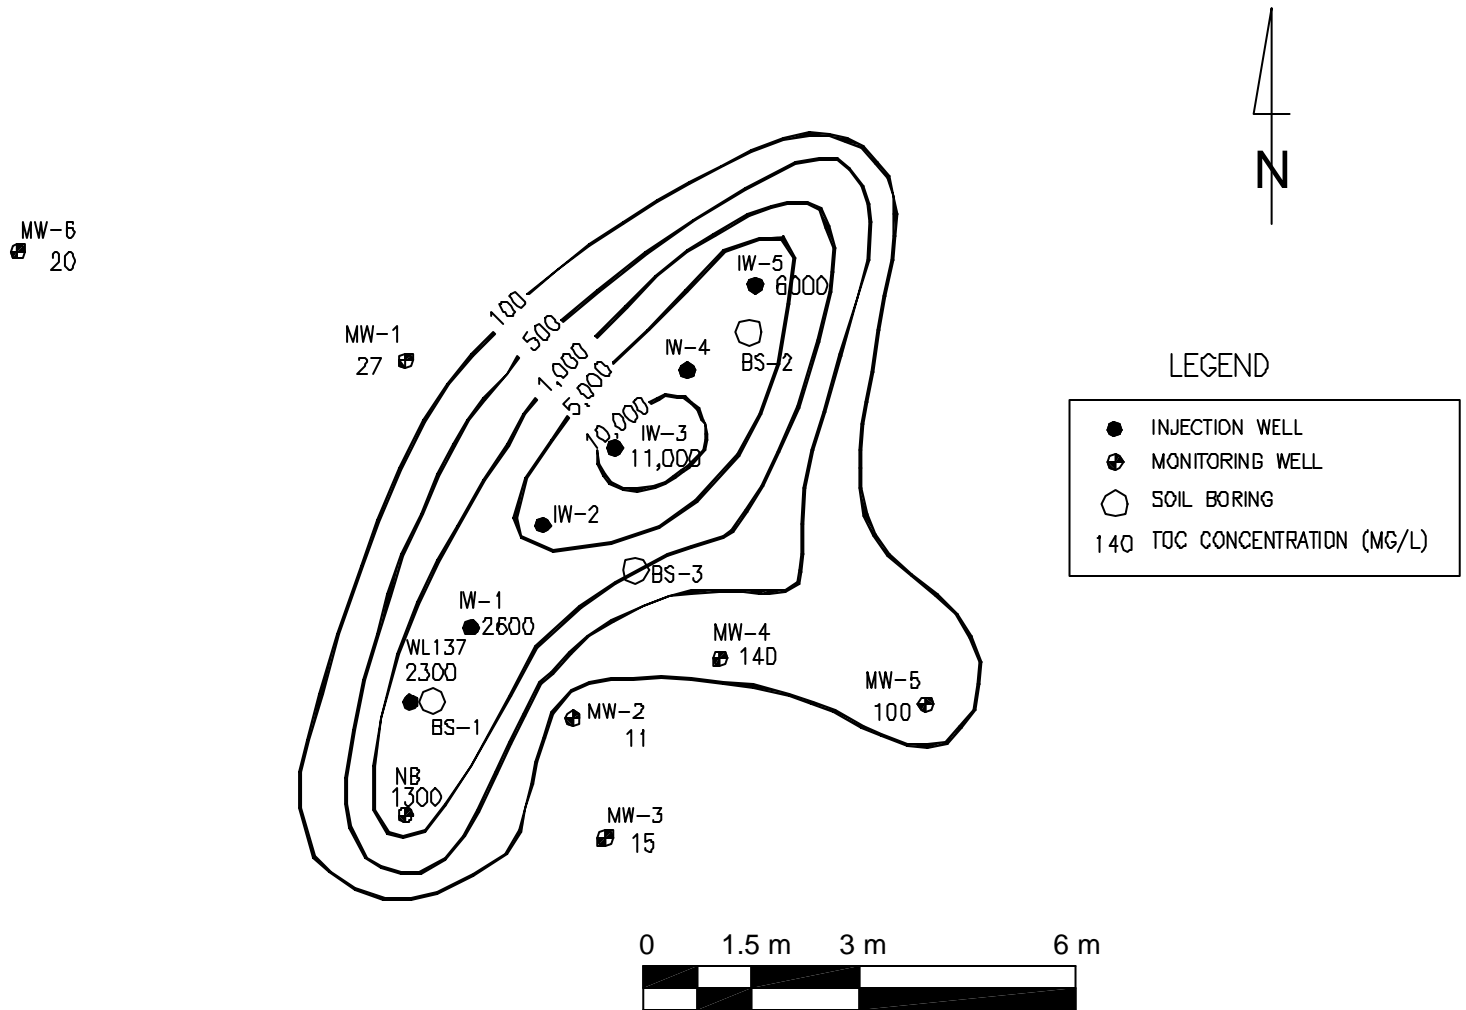 N
MW-6
20
100
IW-5
6000
500
MW-1
27
1,000
IW-4
BS-2
5,000
10,000
IW-3
11,000
LEGEND
INJECTION WELL
MONITORING WELL
SOIL BORING
140 TOC CONCENTRATION (MG/L)
IW-2
BS-3
IW-1
2600
WL137
2300
BS-1
MW-4
140
MW-5
100
MW-2
11
NB
1300
MW-3
15
0 1.5 m 3 m 6 m